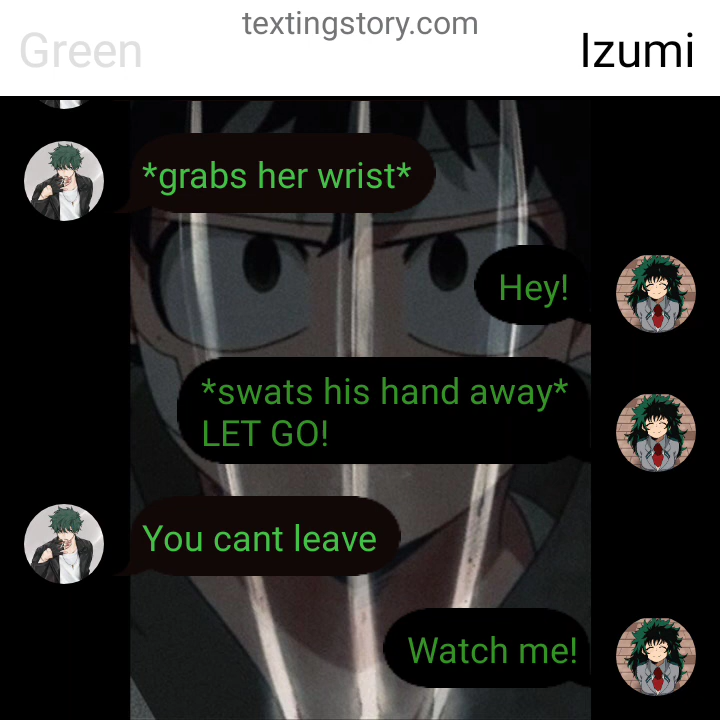 textingstory.com
Green
Izumi
*grabs her wrist*
Hey!
*swats his hand away*
LET GO!
You cant leave
Watch me!